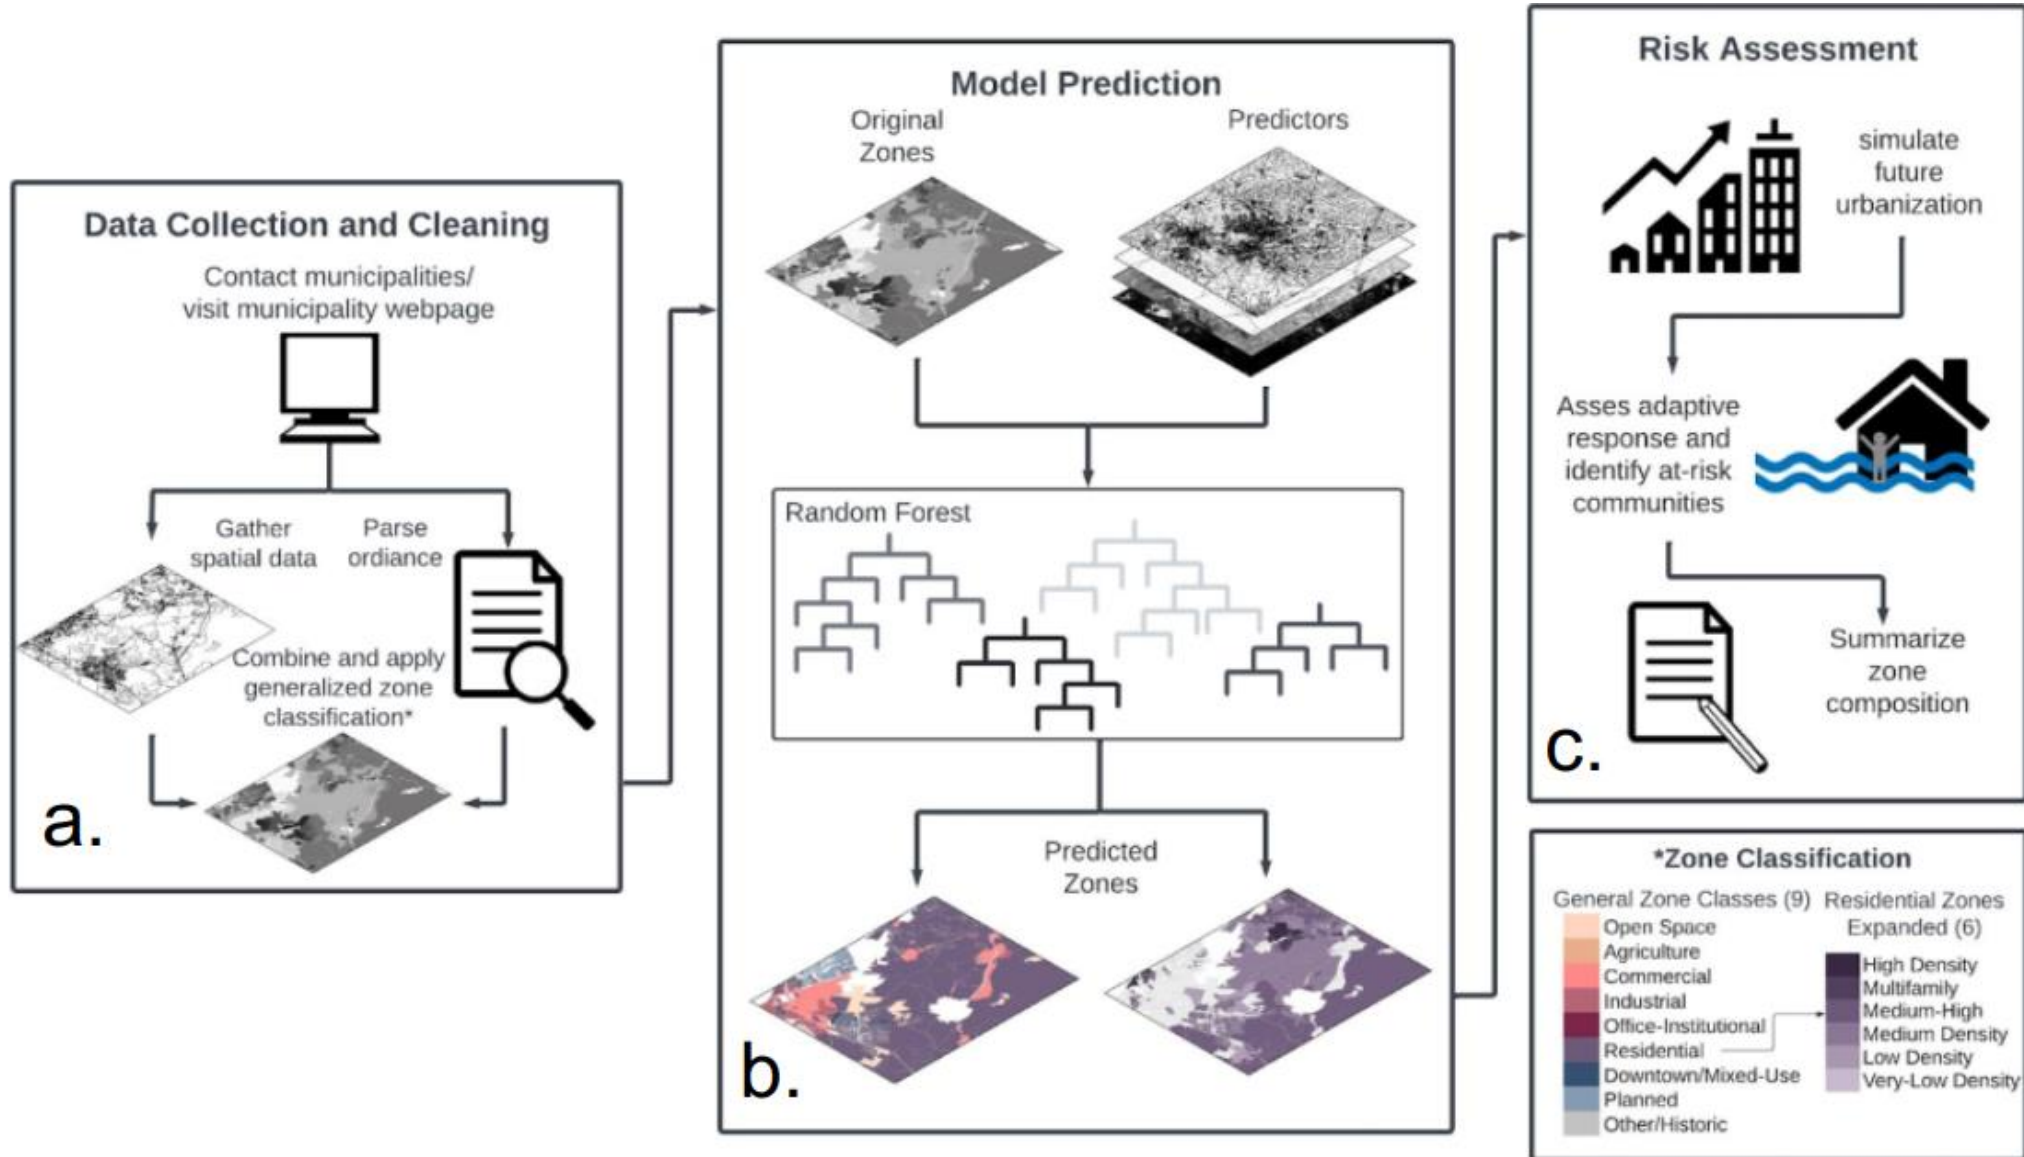 Data Collection and Cleaning
Contact municipalities/
visit municipality webpage
Gather
spatial data
Parse
ordiance
Combine and apply
generalized zone
classification*
a.
Model Prediction
Original
Zones
Predictors
Random Forest
Predicted
Zones
b.
Risk Assessment
simulate
future
urbanization
Asses adaptive
response and
identify at-risk
communities
Summarize
zone
composition
c.
*Zone Classification
General Zone Classes (9)
Open Space
Agriculture
Commercial
Industrial
Office-Institutional
Residential
Downtown/Mixed-Use
Planned
Other/Historic
Residential Zones
Expanded (6)
High Density
Multifamily
Medium-High
Medium Density
Low Density
Very-Low Density